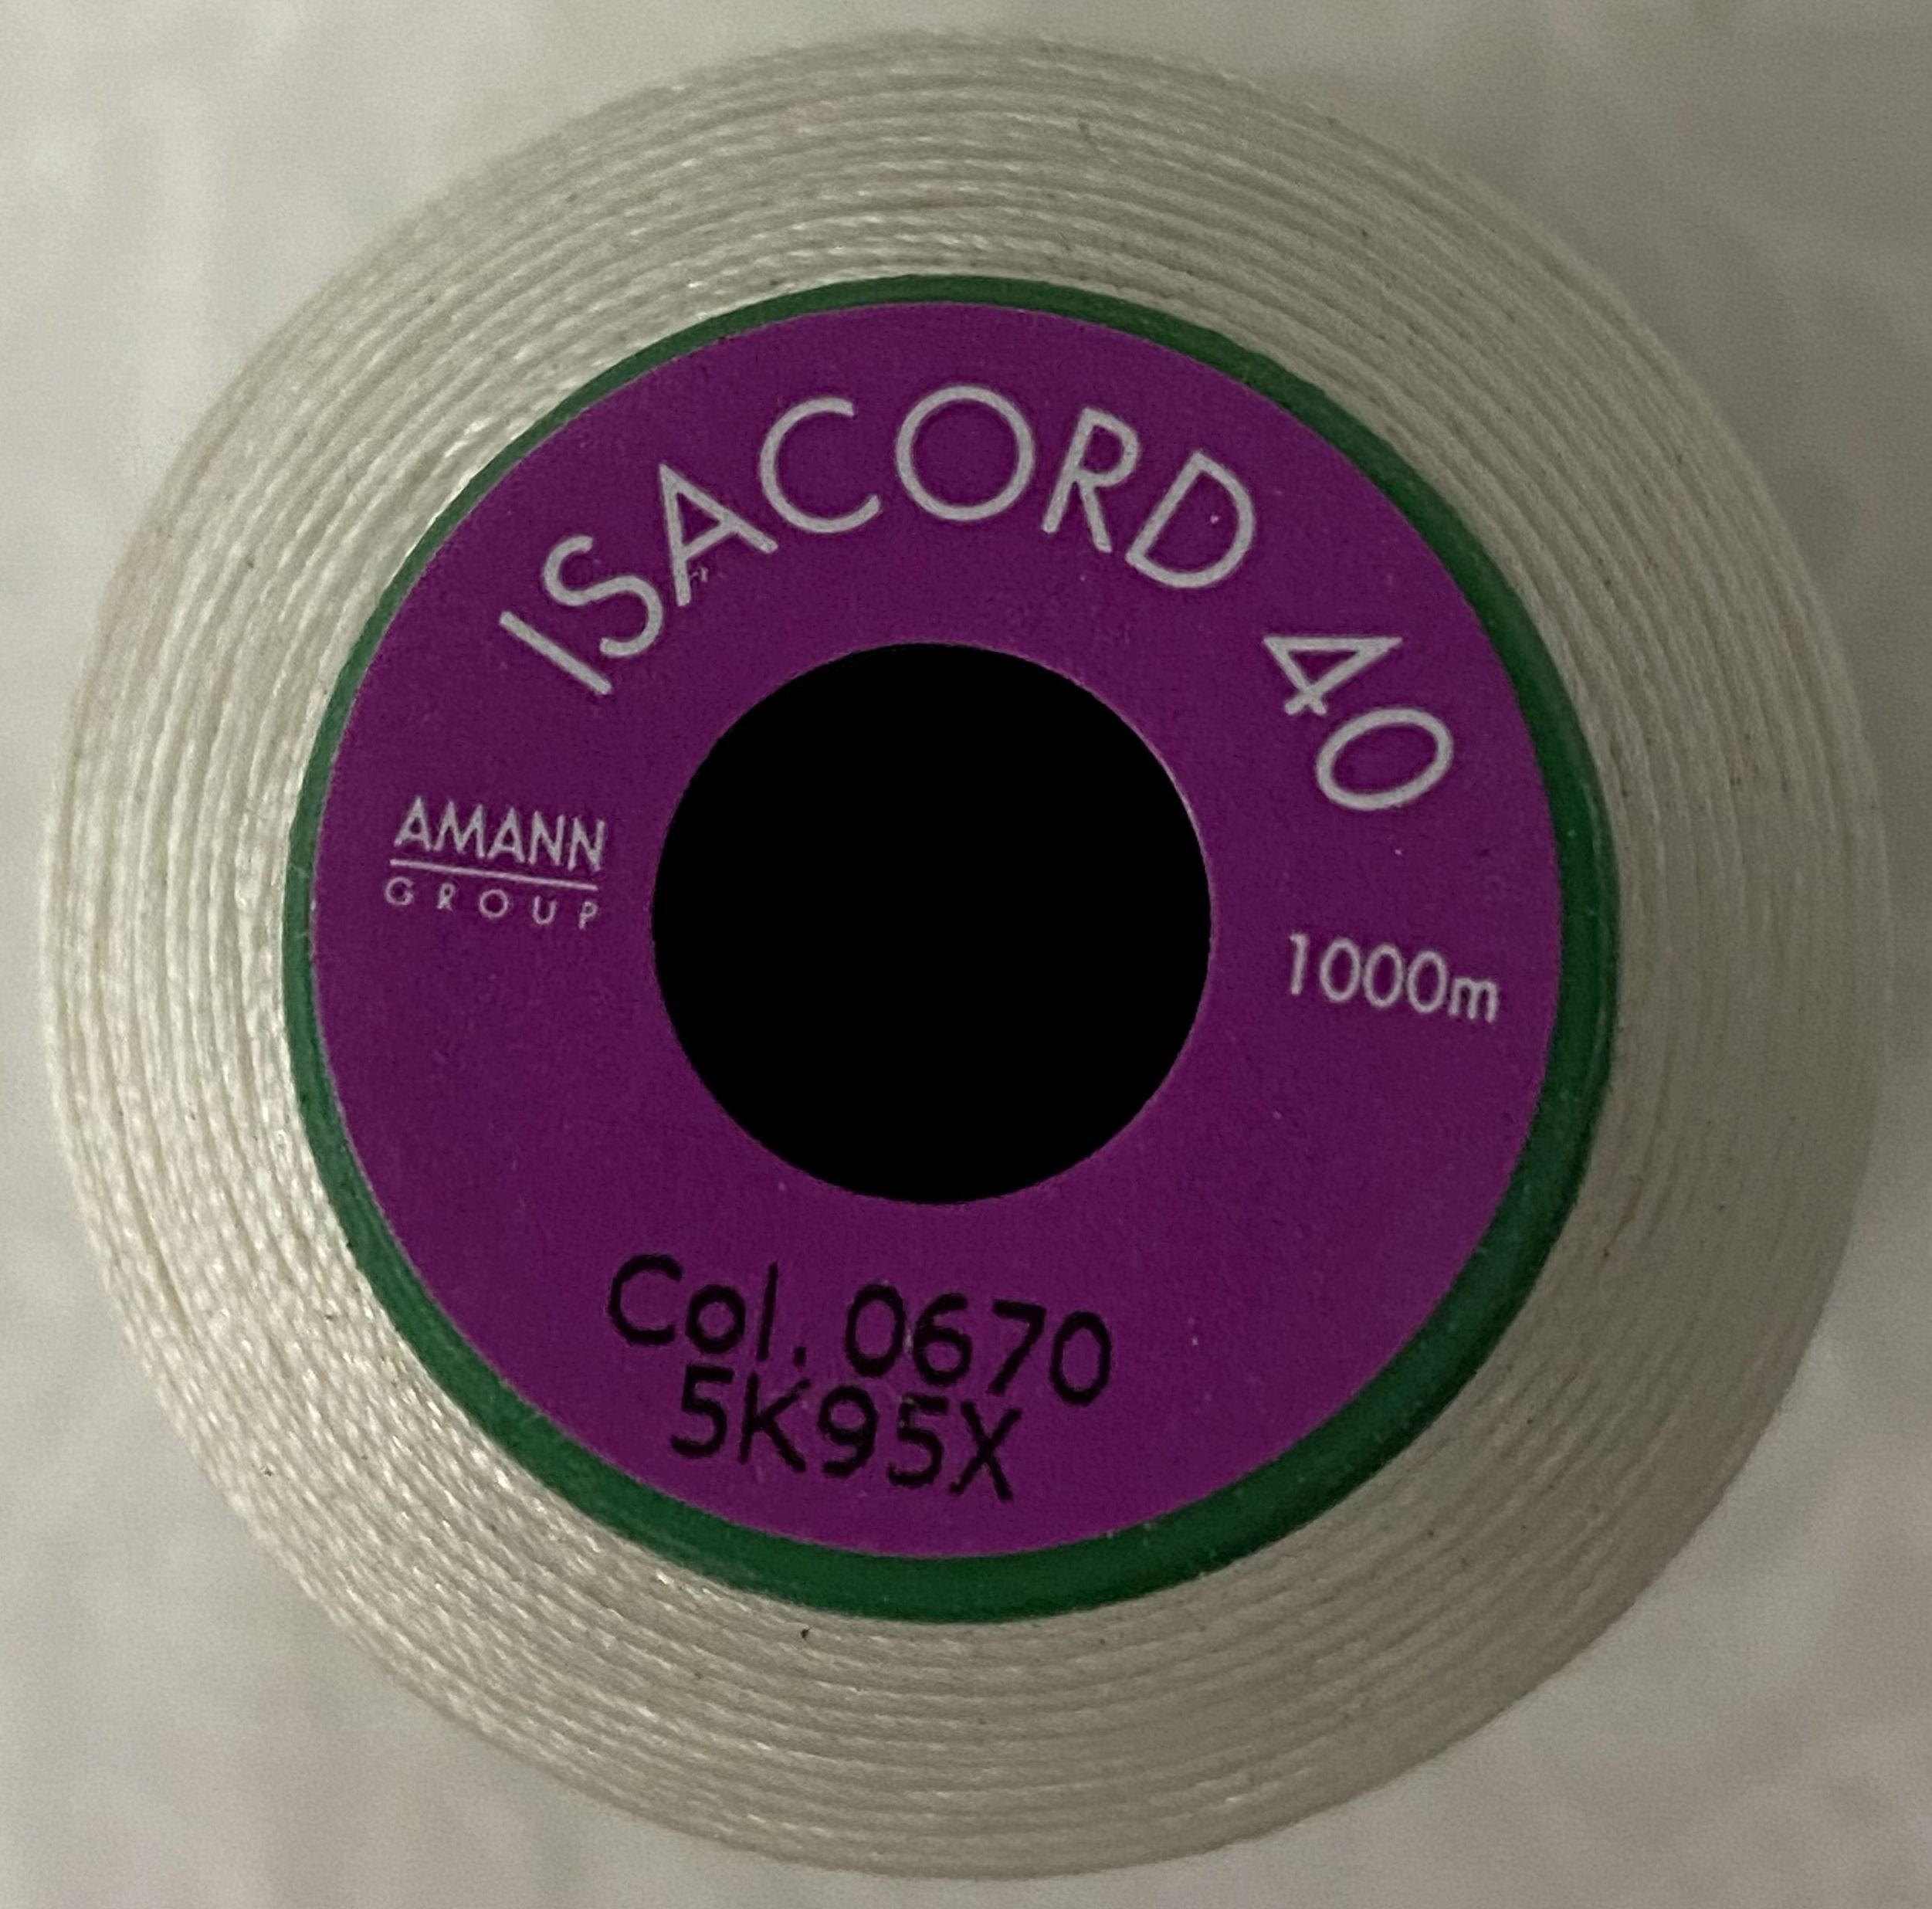 ISACORD 40
AMANN
GROUP
1000m
Col. 0670
5K95X